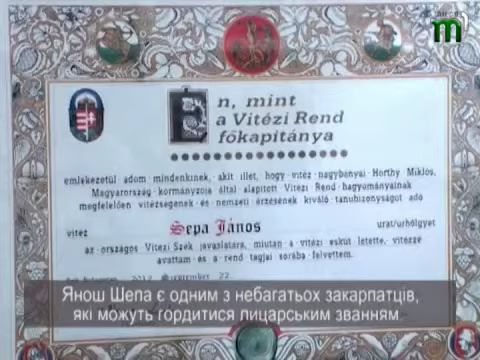 m
Én, mint
a Vitézi Rend
főkapitánya
emlékezetül adom mindenkinek, akit illet, hogy vitéz nagybányai Horthy Miklós,
Magyarország kormányzója által alapított Vitézi Rend hagyományainak
megfelelően vitézségének és nemzeti érzésének kiváló tanubizonyságot adó
vitéz Sepa János urat/úrhölgyet
az országos Vitézi Szék javaslatára, miután a vitézi esküt letette, vitézzé
avattam és a rend tagjai sorába felvettem.
2012 szeptember 22.
Янош Шепа є одним з небагатьох закарпатців,
які можуть гордитися лицарським званням